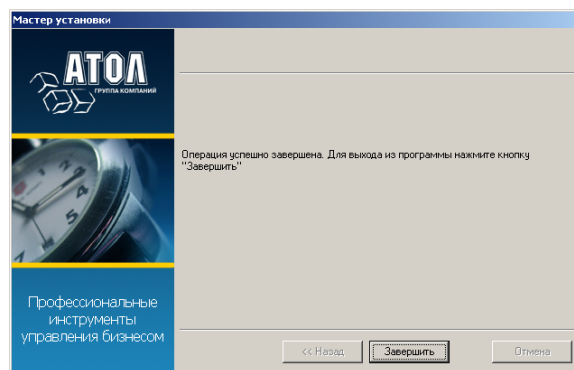 Мастер установки
АТОЛ
ГРУППА КОМПАНИЙ
Операция успешно завершена. Для выхода из программы нажмите кнопку
"Завершить"
Профессиональные
инструменты
управления бизнесом
<< Назад
Завершить
Отмена